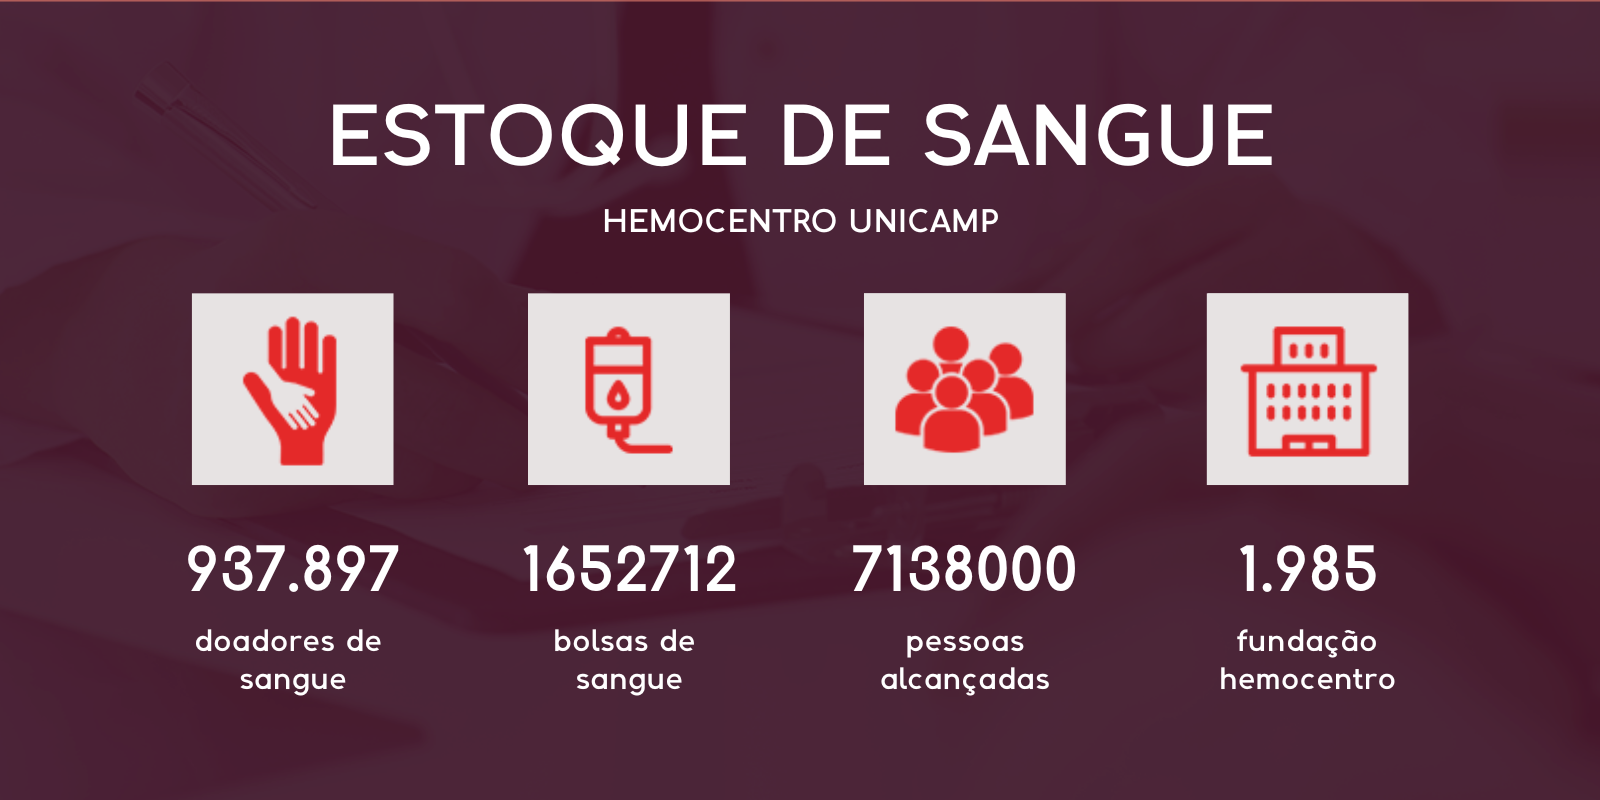 ESTOQUE DE SANGUE
HEMOCENTRO UNICAMP
937.897
doadores de
sangue
1652712
bolsas de
sangue
7138000
pessoas
alcançadas
1.985
fundação
hemocentro